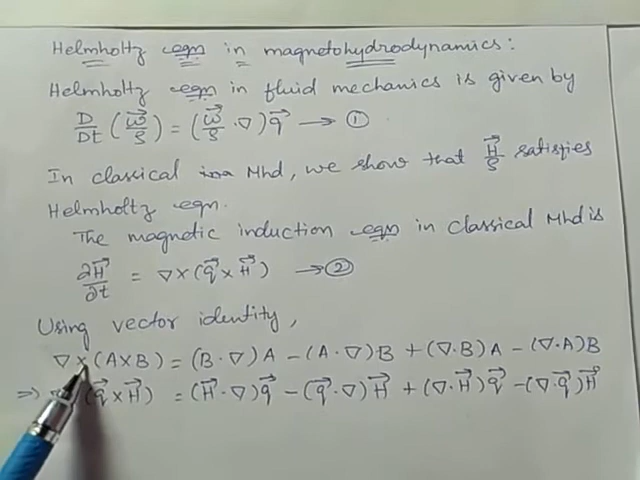 Helmholtz eqn in magnetohydrodynamics:
Helmholtz eqn in fluid mechanics is given by
D/Dt (ω⃗/ρ) = (ω⃗/ρ · ∇) q⃗ → ①
In classical Mhd, we show that H⃗/ρ satisfies
Helmholtz eqn.
The magnetic induction eqn in classical Mhd is
∂H⃗/∂t = ∇×(q⃗×H⃗) → ②
Using vector identity,
∇×(A×B) = (B·∇)A − (A·∇)B + (∇·B)A − (∇·A)B
⇒ (q⃗×H⃗) = (H⃗·∇)q⃗ − (q⃗·∇)H⃗ + (∇·H⃗)q⃗ − (∇·q⃗)H⃗